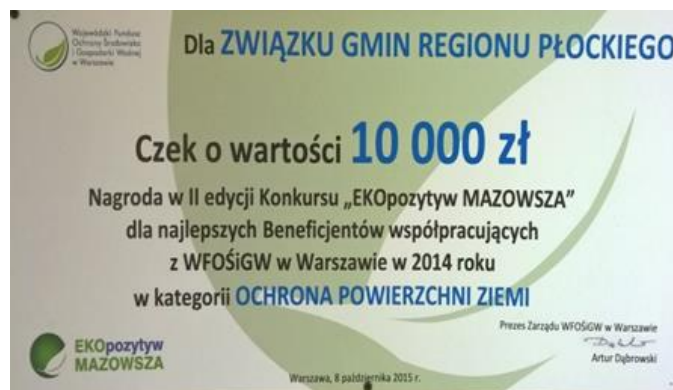 Wojewódzki Fundusz
Ochrony Środowiska
i Gospodarki Wodnej
w Warszawie
Dla ZWIĄZKU GMIN REGIONU PŁOCKIEGO
Czek o wartości 10 000 zł
Nagroda w II edycji Konkursu „EKOpozytyw MAZOWSZA”
dla najlepszych Beneficjentów współpracujących
z WFOŚiGW w Warszawie w 2014 roku
w kategorii OCHRONA POWIERZCHNI ZIEMI
Prezes Zarządu WFOŚiGW w Warszawie
Artur Dąbrowski
EKOpozytyw
MAZOWSZA
Warszawa, 8 października 2015 r.